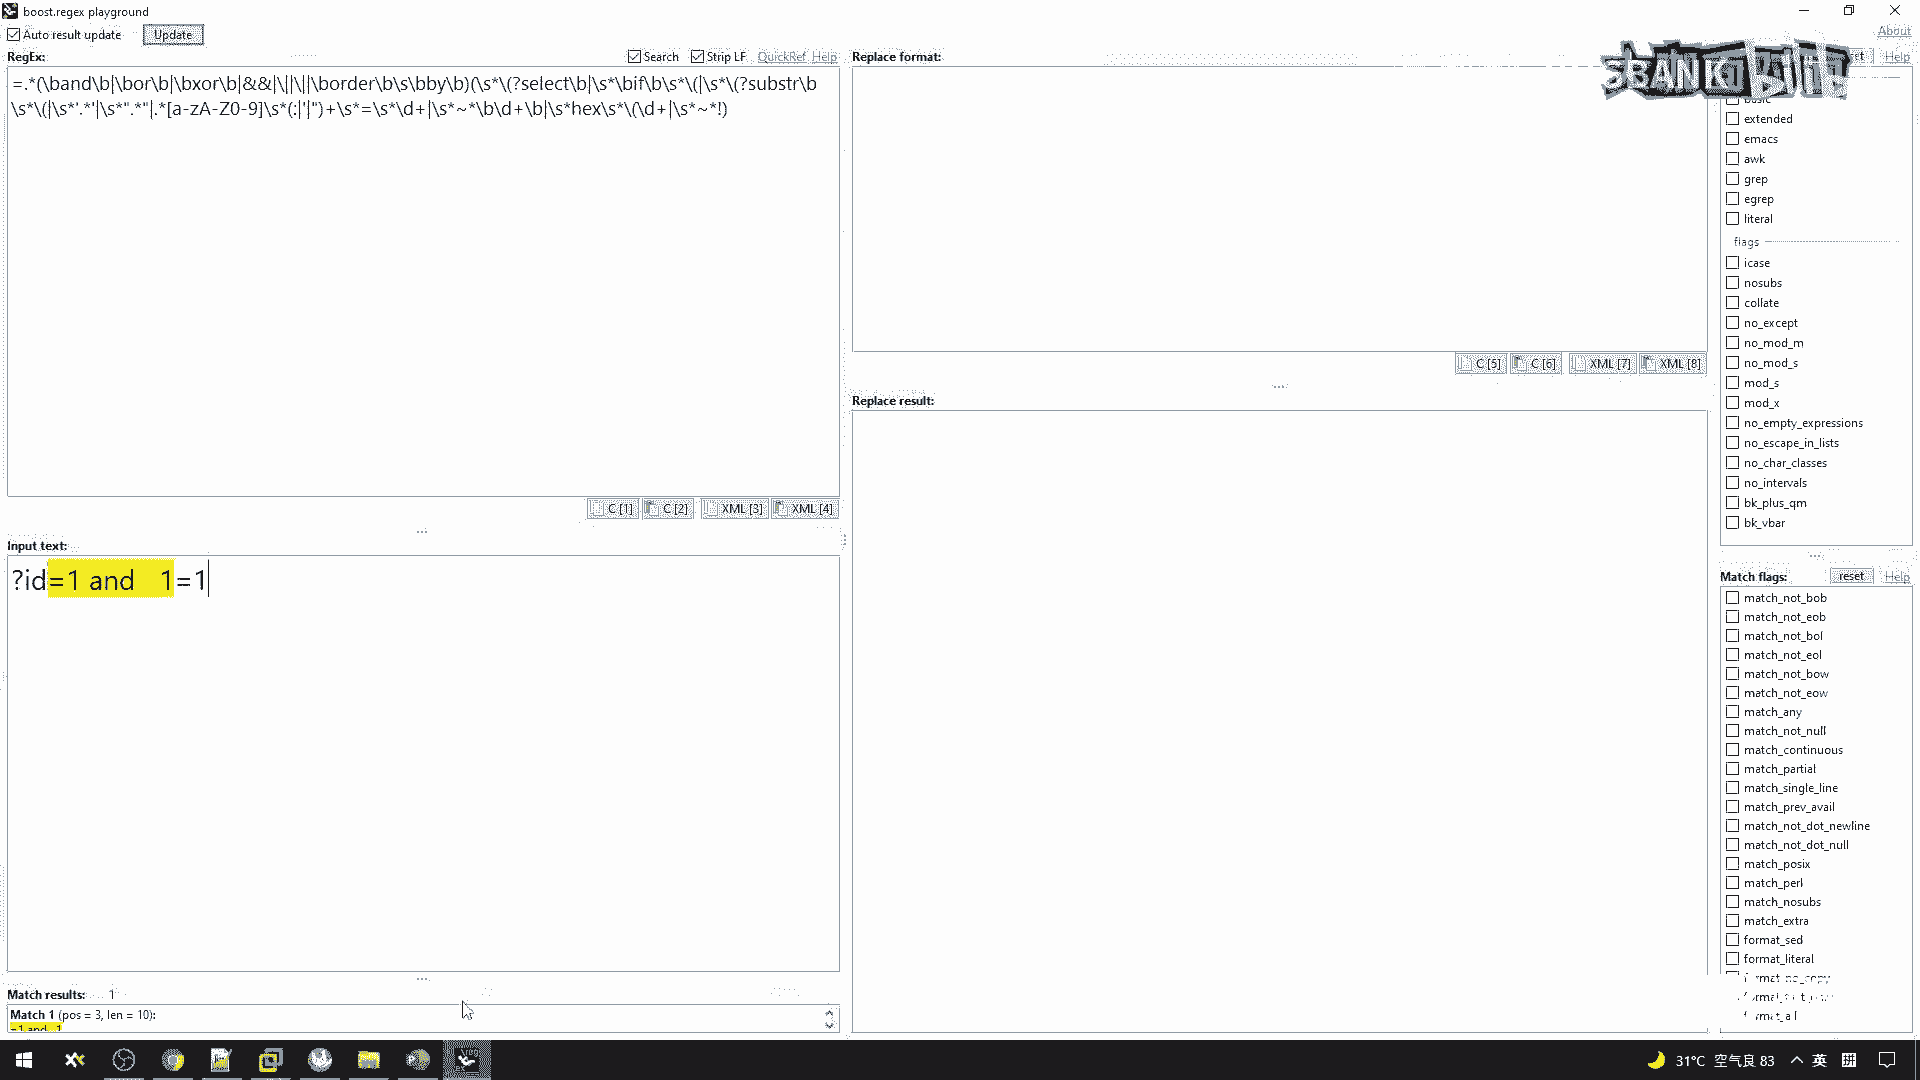 boost.regex playground
Auto result update
Update
About
RegEx:
Search
Strip LF
QuickRef
Help
=.*(\band\b|\bor\b|\bxor\b|&&|\||\||\border\b\s\bby\b)(\s*\(?select\b|\s*\bif\b\s*\(|\s*\(?substr\b
\s*\(|\s*'.*'|\s*".*"|.*[a-zA-Z0-9]\s*(:|'|")+\s*=\s*\d+|\s*~*\b\d+\b|\s*hex\s*\(\d+|\s*~*!)
C [1]
C [2]
XML [3]
XML [4]
Input text:
?id=1 and   1=1
Match results:
1
Match 1 (pos = 3, len = 10):
=1 and   1
Replace format:
C [5]
C [6]
XML [7]
XML [8]
Replace result:
Help
basic
extended
emacs
awk
grep
egrep
literal
flags
icase
nosubs
collate
no_except
no_mod_m
no_mod_s
mod_s
mod_x
no_empty_expressions
no_escape_in_lists
no_char_classes
no_intervals
bk_plus_qm
bk_vbar
Match flags:
reset
Help
match_not_bob
match_not_eob
match_not_bol
match_not_eol
match_not_bow
match_not_eow
match_any
match_not_null
match_continuous
match_partial
match_single_line
match_prev_avail
match_not_dot_newline
match_not_dot_null
match_posix
match_perl
match_nosubs
match_extra
format_sed
format_literal
format_no_copy
31°C
空气良 83
英
拼